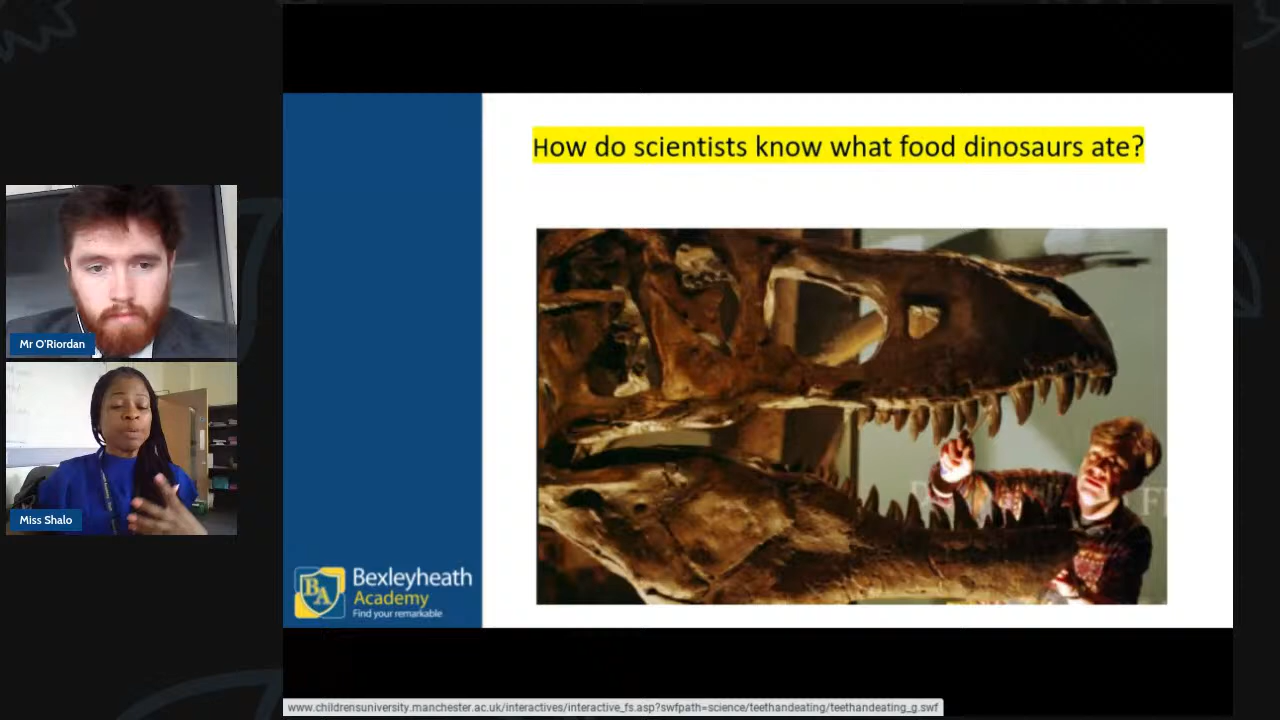 How do scientists know what food dinosaurs ate?
Mr O'Riordan
Miss Shalo
BA
Bexleyheath
Academy
Find your remarkable
www.childrensuniversity.manchester.ac.uk/interactives/interactive_fs.asp?swfpath=science/teethandeating/teethandeating_g.swf